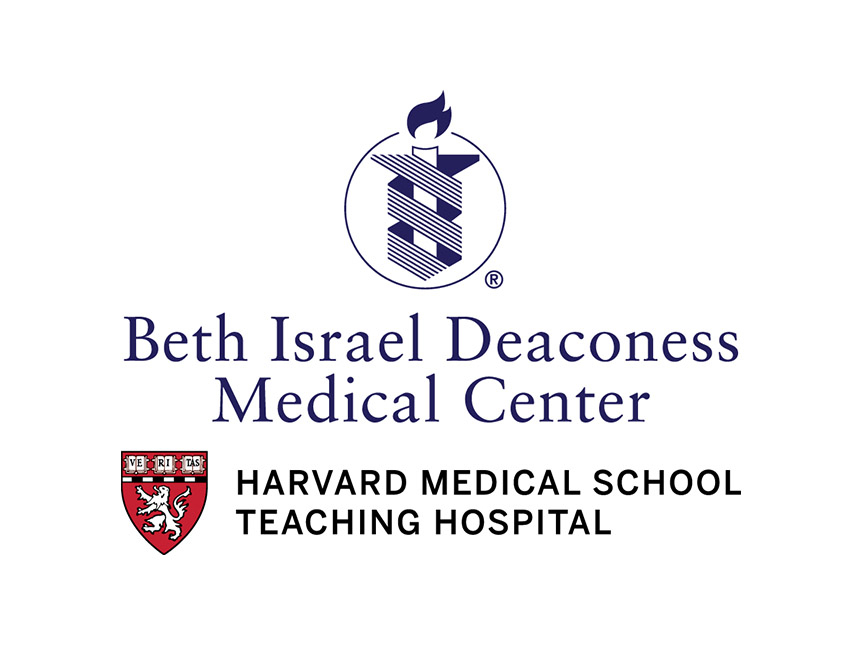 ®
Beth Israel Deaconess
Medical Center
VE RI TAS
HARVARD MEDICAL SCHOOL
TEACHING HOSPITAL